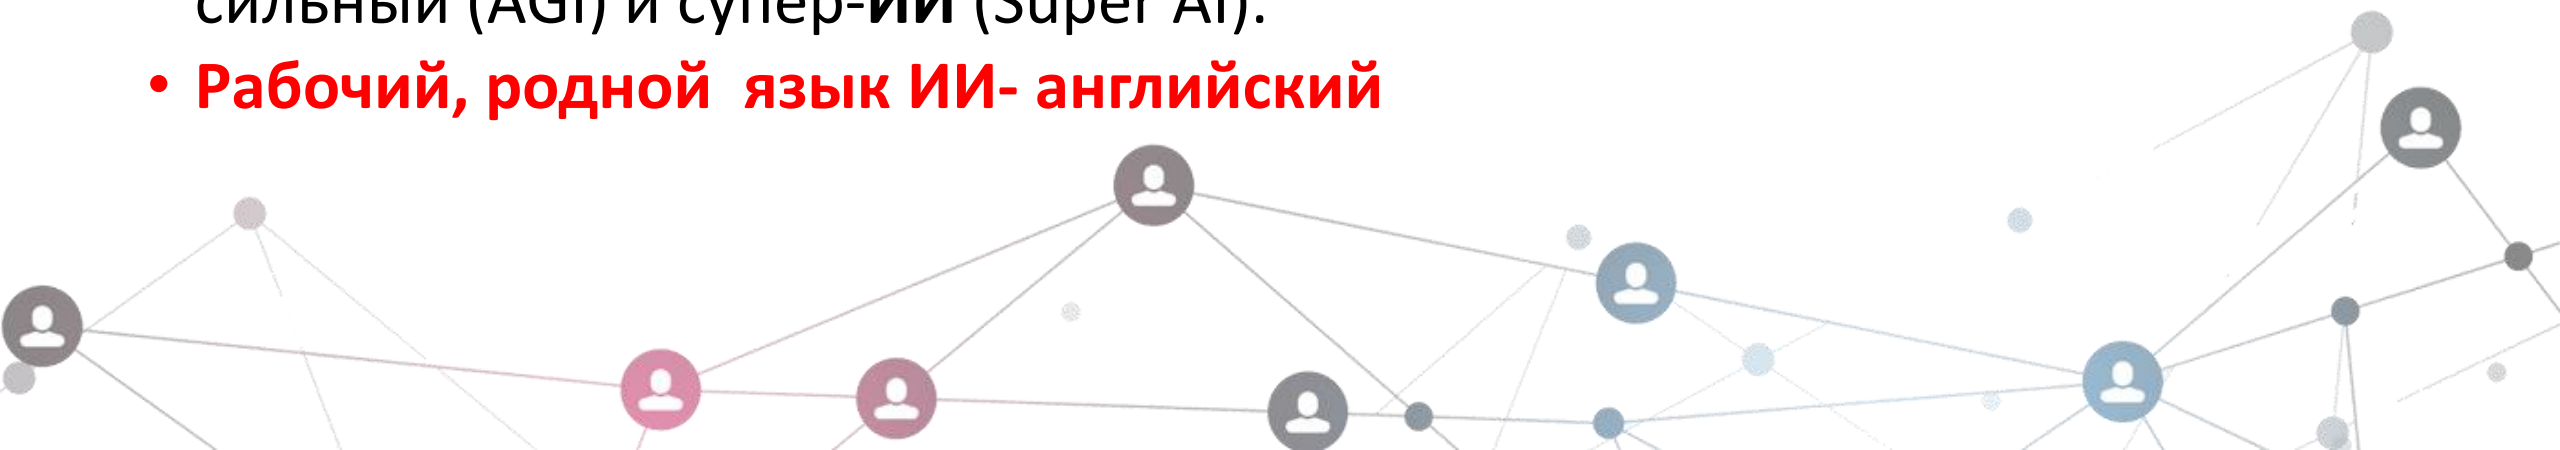 сильный (AGI) и супер-ИИ (Super AI).
• Рабочий, родной  язык ИИ- английский